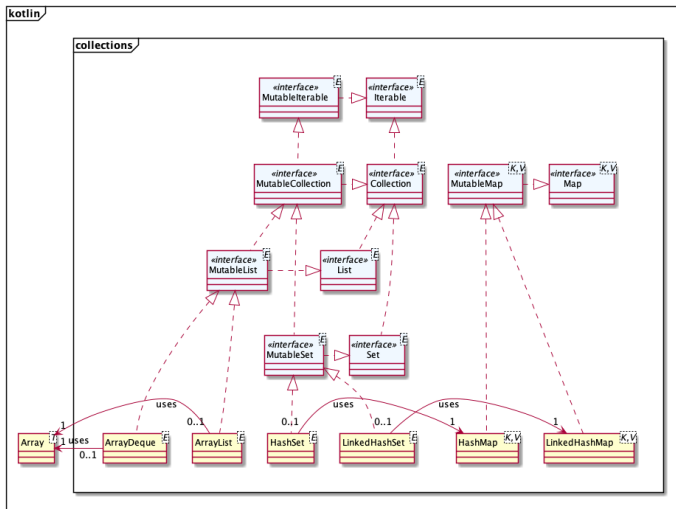 kotlin
collections
«interface» E «interface» E
MutableIterable Iterable
«interface» E «interface» E «interface» K,V «interface» K,V
MutableCollection Collection MutableMap Map
«interface» E «interface» E
MutableList List
«interface» E «interface» E
MutableSet Set
uses uses uses
1 0..1 0..1 1 0..1 1
Array T ArrayDeque E ArrayList E HashSet E LinkedHashSet E HashMap K,V LinkedHashMap K,V
1 uses
0..1